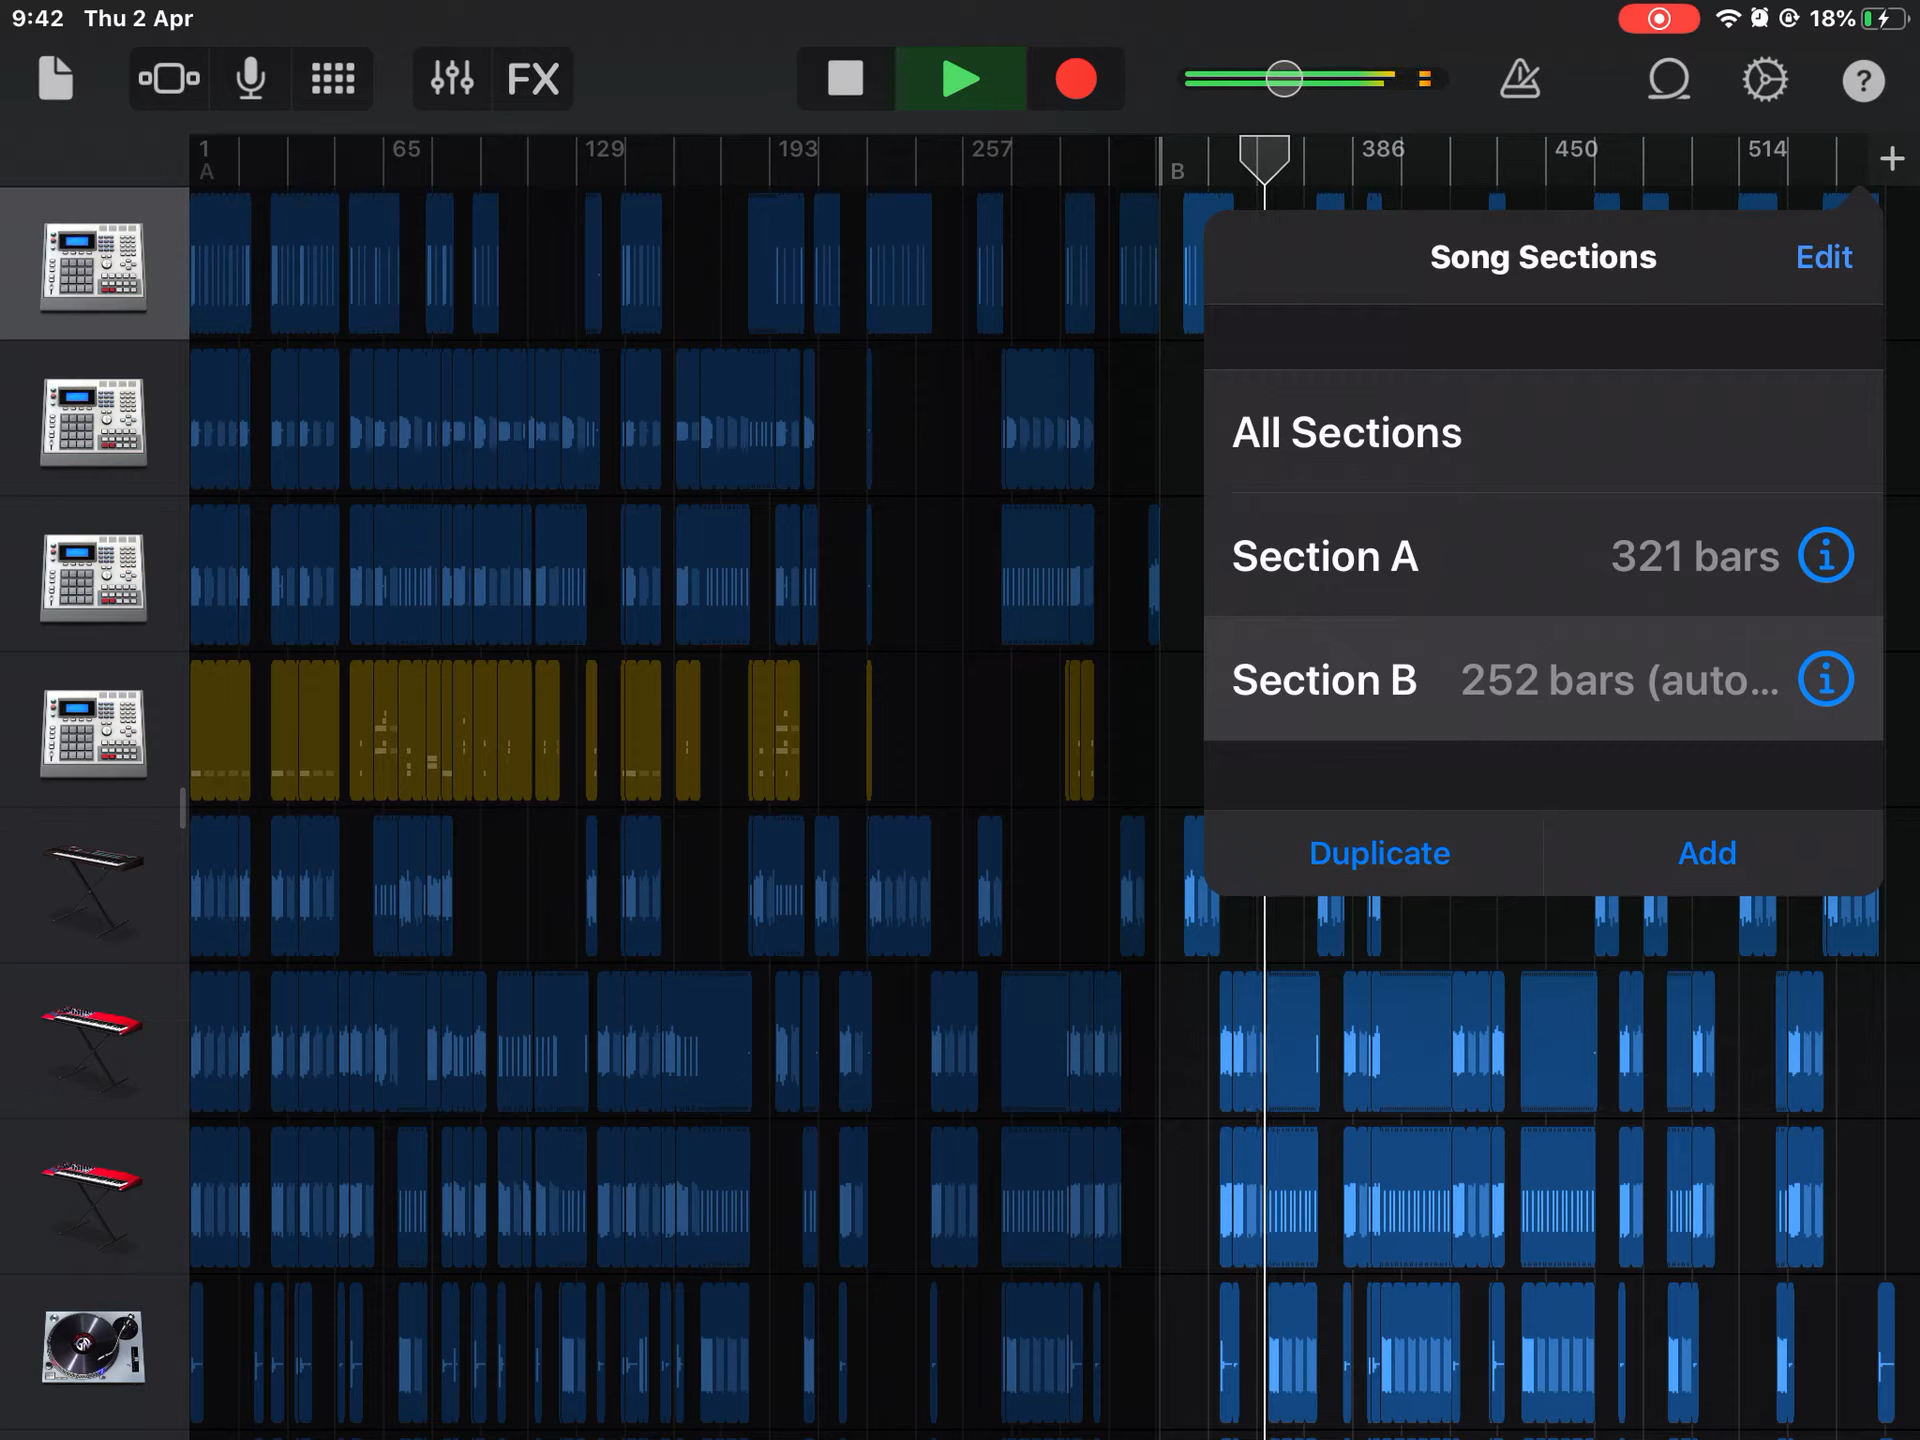 9:42 Thu 2 Apr 18%
FX ?
1 65 129 193 257 386 450 514 +
A B
Song Sections Edit
All Sections
Section A 321 bars
Section B 252 bars (auto...
Duplicate Add